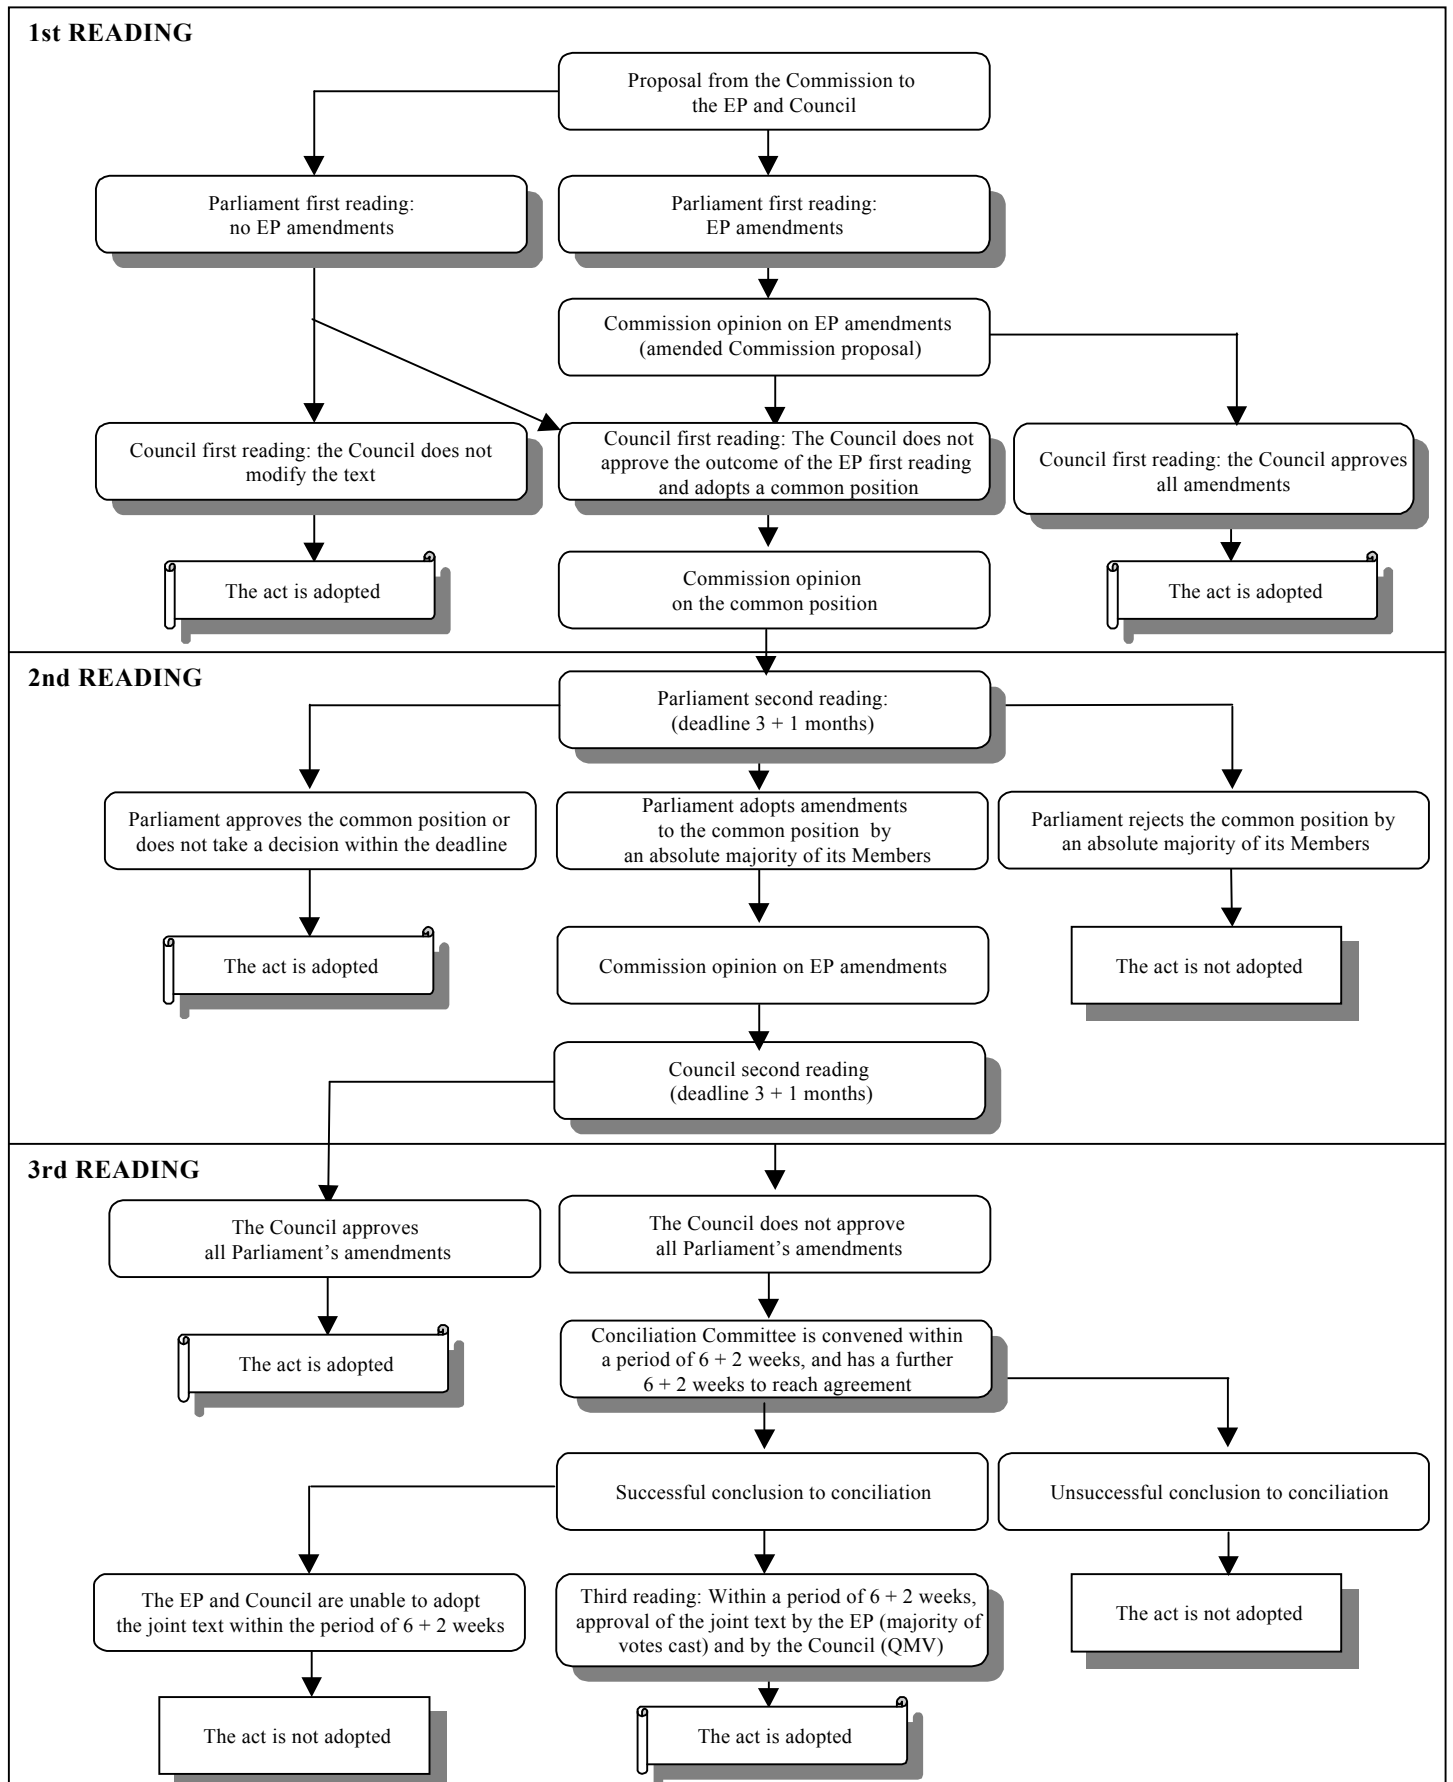 1st READING
Proposal from the Commission to
the EP and Council
Parliament first reading:
no EP amendments
Parliament first reading:
EP amendments
Commission opinion on EP amendments
(amended Commission proposal)
Council first reading: the Council does not
modify the text
Council first reading: The Council does not
approve the outcome of the EP first reading
and adopts a common position
Council first reading: the Council approves
all amendments
The act is adopted
Commission opinion
on the common position
The act is adopted
2nd READING
Parliament second reading:
(deadline 3 + 1 months)
Parliament approves the common position or
does not take a decision within the deadline
Parliament adopts amendments
to the common position by
an absolute majority of its Members
Parliament rejects the common position by
an absolute majority of its Members
The act is adopted
Commission opinion on EP amendments
The act is not adopted
Council second reading
(deadline 3 + 1 months)
3rd READING
The Council approves
all Parliament’s amendments
The Council does not approve
all Parliament’s amendments
The act is adopted
Conciliation Committee is convened within
a period of 6 + 2 weeks, and has a further
6 + 2 weeks to reach agreement
Successful conclusion to conciliation
Unsuccessful conclusion to conciliation
The EP and Council are unable to adopt
the joint text within the period of 6 + 2 weeks
Third reading: Within a period of 6 + 2 weeks,
approval of the joint text by the EP (majority of
votes cast) and by the Council (QMV)
The act is not adopted
The act is not adopted
The act is adopted